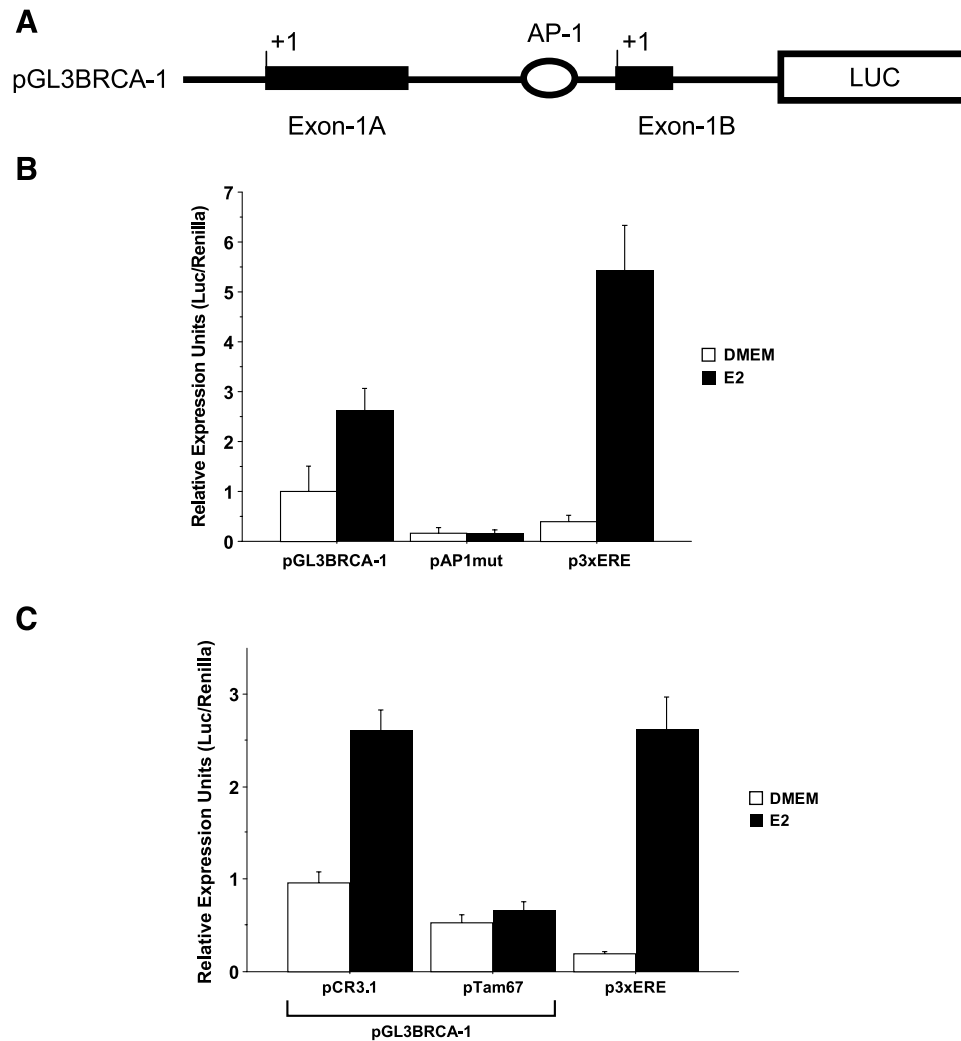 A
+1
AP-1
+1
pGL3BRCA-1
LUC
Exon-1A
Exon-1B
B
Relative Expression Units (Luc/Renilla)
7
6
5
4
3
2
1
0
DMEM
E2
pGL3BRCA-1
pAP1mut
p3xERE
C
Relative Expression Units (Luc/Renilla)
3
2
1
0
DMEM
E2
pCR3.1
pTam67
p3xERE
pGL3BRCA-1